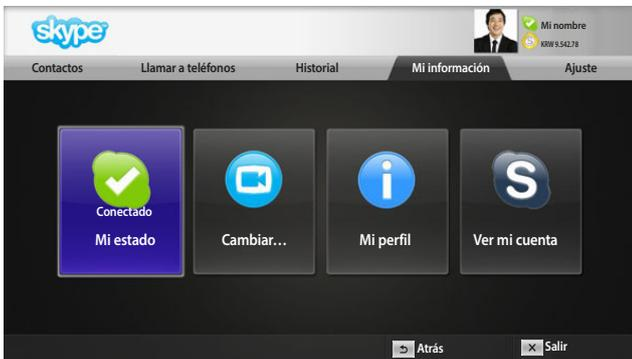 skype
Mi nombre
KRW 9.542.78
Contactos Llamar a teléfonos Historial Mi información Ajuste
Conectado
Mi estado Cambiar... Mi perfil Ver mi cuenta
Atrás Salir